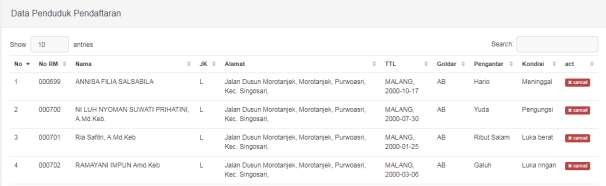 Data Penduduk Pendaftaran
Show 10 entries Search:
No No RM Nama JK Alamat TTL Goldar Pengantar Kondisi act
1 000699 ANNISA FILIA SALSABILA L Jalan Dusun Morotanjek, Morotanjek, Purwoasri, MALANG, AB Hario Meninggal cancel
Kec. Singosari, 2000-10-17
2 000700 NI LUH NYOMAN SUWATI PRIHATINI, L Jalan Dusun Morotanjek, Morotanjek, Purwoasri, MALANG, AB Yuda Pengungsi cancel
A.Md.Keb. Kec. Singosari, 2000-07-30
3 000701 Ria Safitri, A.Md.Keb L Jalan Dusun Morotanjek, Morotanjek, Purwoasri, MALANG, AB Ribut Salam Luka berat cancel
Kec. Singosari, 2000-01-25
4 000702 RAMAYANI IMPUN Amd.Keb L Jalan Dusun Morotanjek, Morotanjek, Purwoasri, MALANG, AB Galuh Luka ringan cancel
Kec. Singosari, 2000-03-06